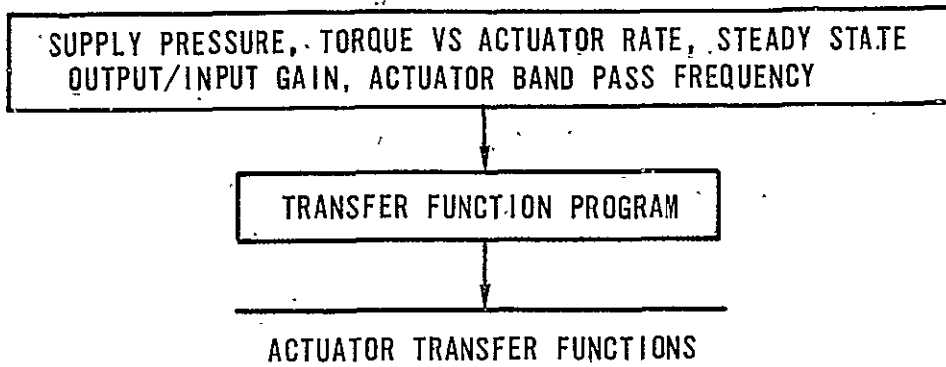 SUPPLY PRESSURE, TORQUE VS ACTUATOR RATE, STEADY STATE
OUTPUT/INPUT GAIN, ACTUATOR BAND PASS FREQUENCY
TRANSFER FUNCTION PROGRAM
ACTUATOR TRANSFER FUNCTIONS